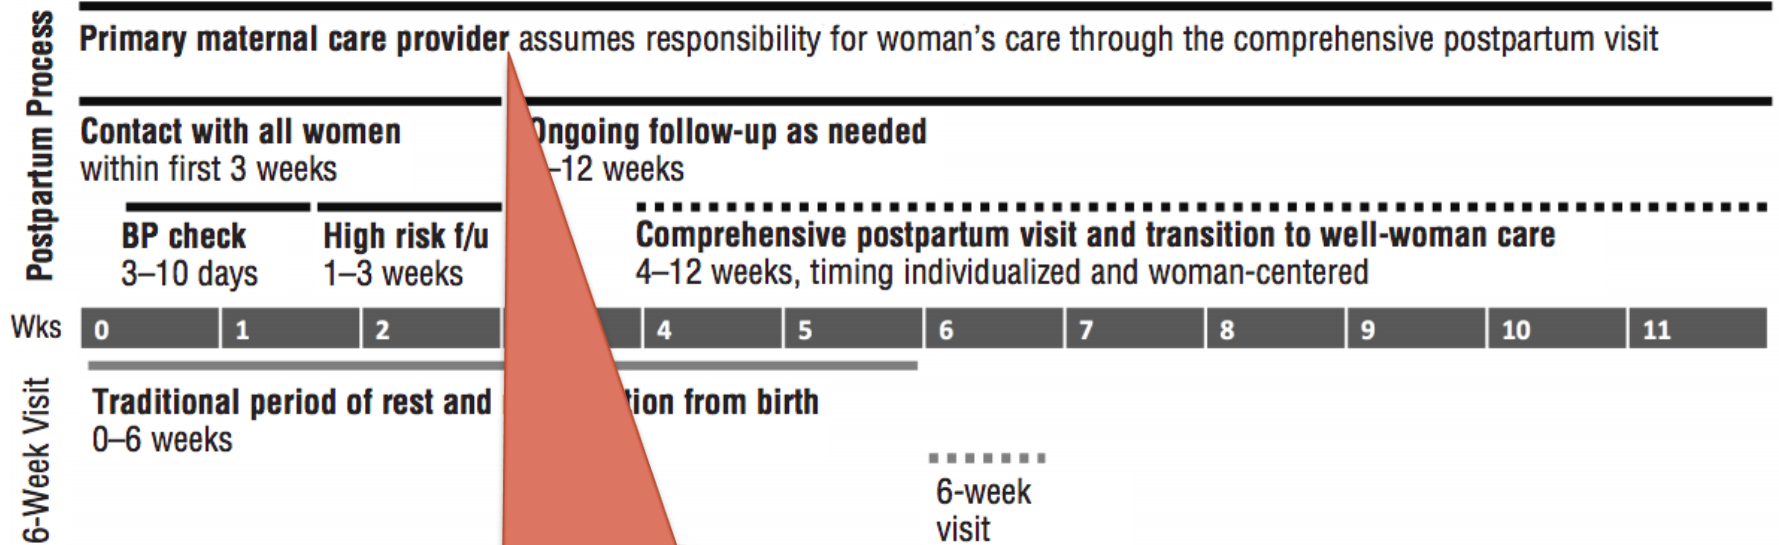 Postpartum Process
Primary maternal care provider assumes responsibility for woman's care through the comprehensive postpartum visit
Contact with all women
within first 3 weeks
Ongoing follow-up as needed
–12 weeks
BP check
3–10 days
High risk f/u
1–3 weeks
Comprehensive postpartum visit and transition to well-woman care
4–12 weeks, timing individualized and woman-centered
Wks 0 1 2 4 5 6 7 8 9 10 11
6-Week Visit
Traditional period of rest and tion from birth
0–6 weeks
6-week
visit